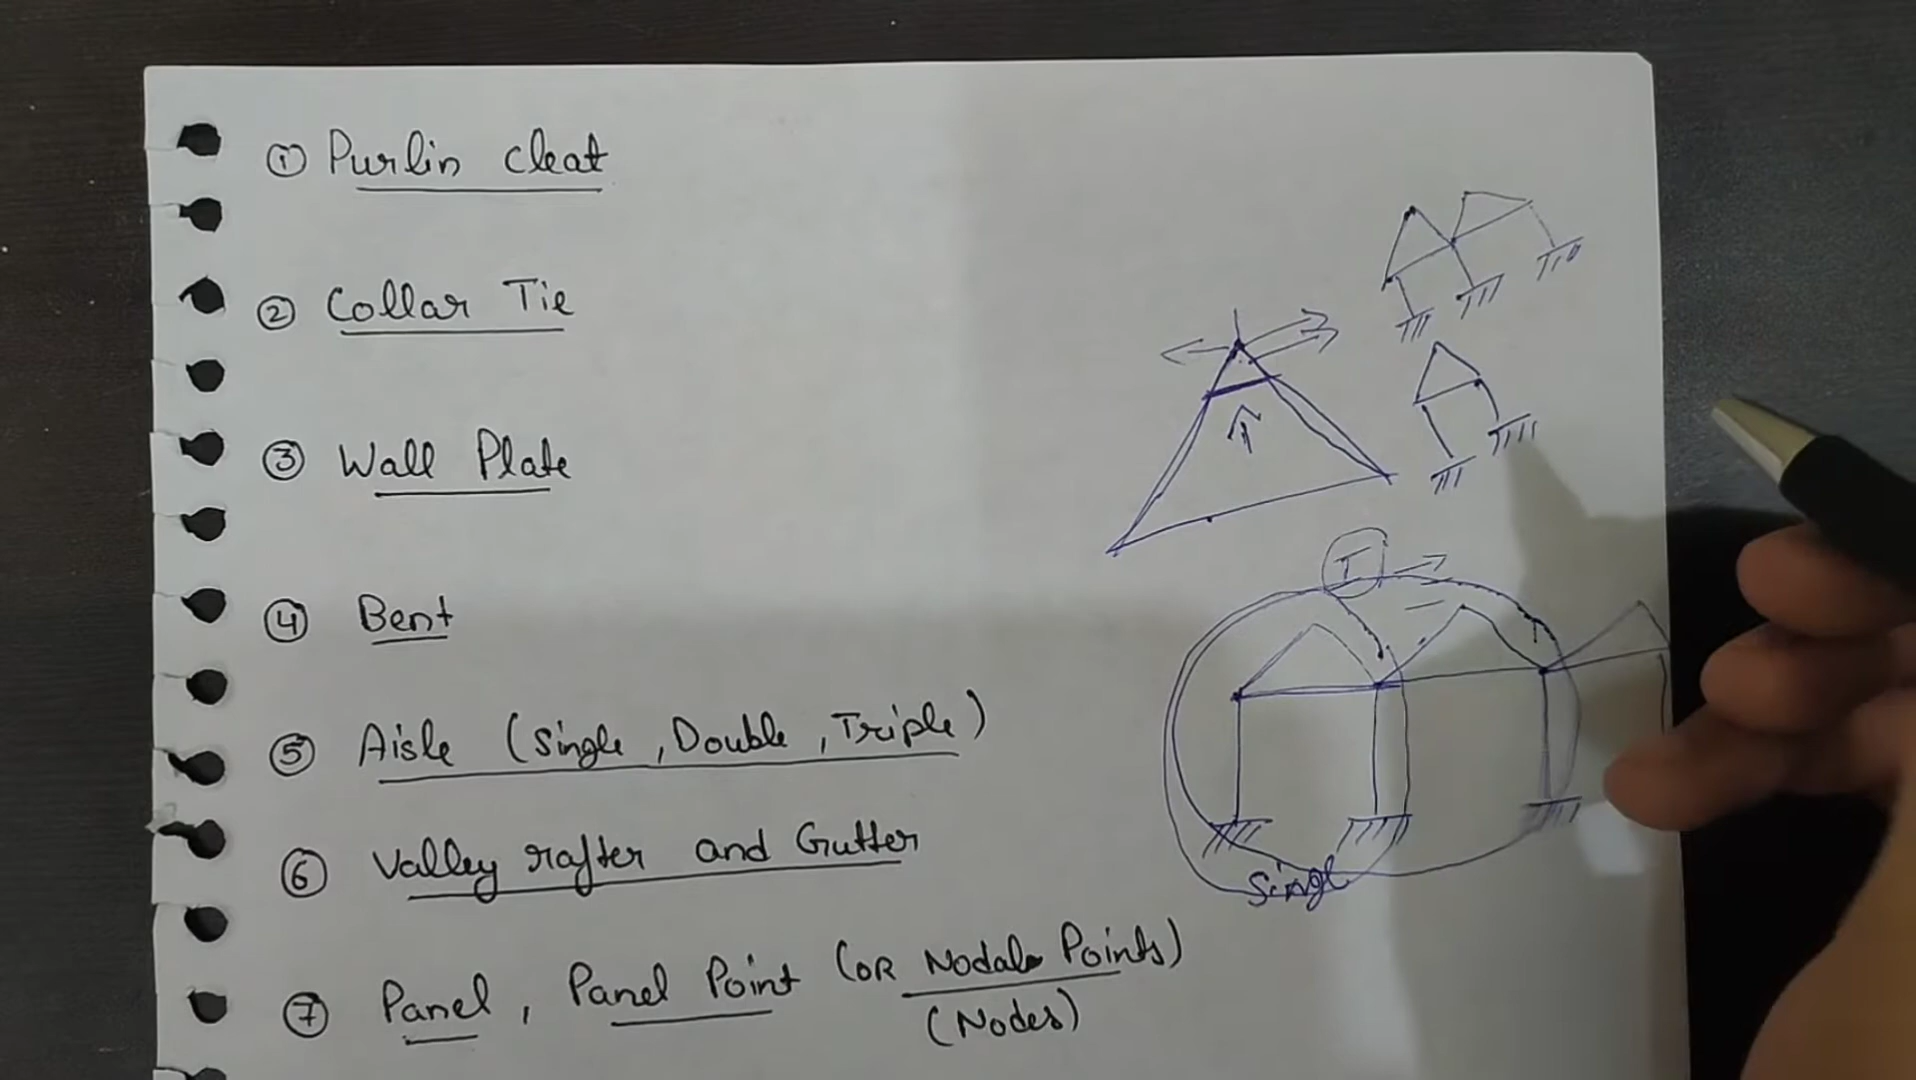 ① Purlin cleat
② Collar Tie
③ Wall Plate
④ Bent
⑤ Aisle (Single, Double, Triple)
⑥ Valley rafter and Gutter
⑦ Panel, Panel Point (OR Nodal Points)
(Nodes)
I
Singl